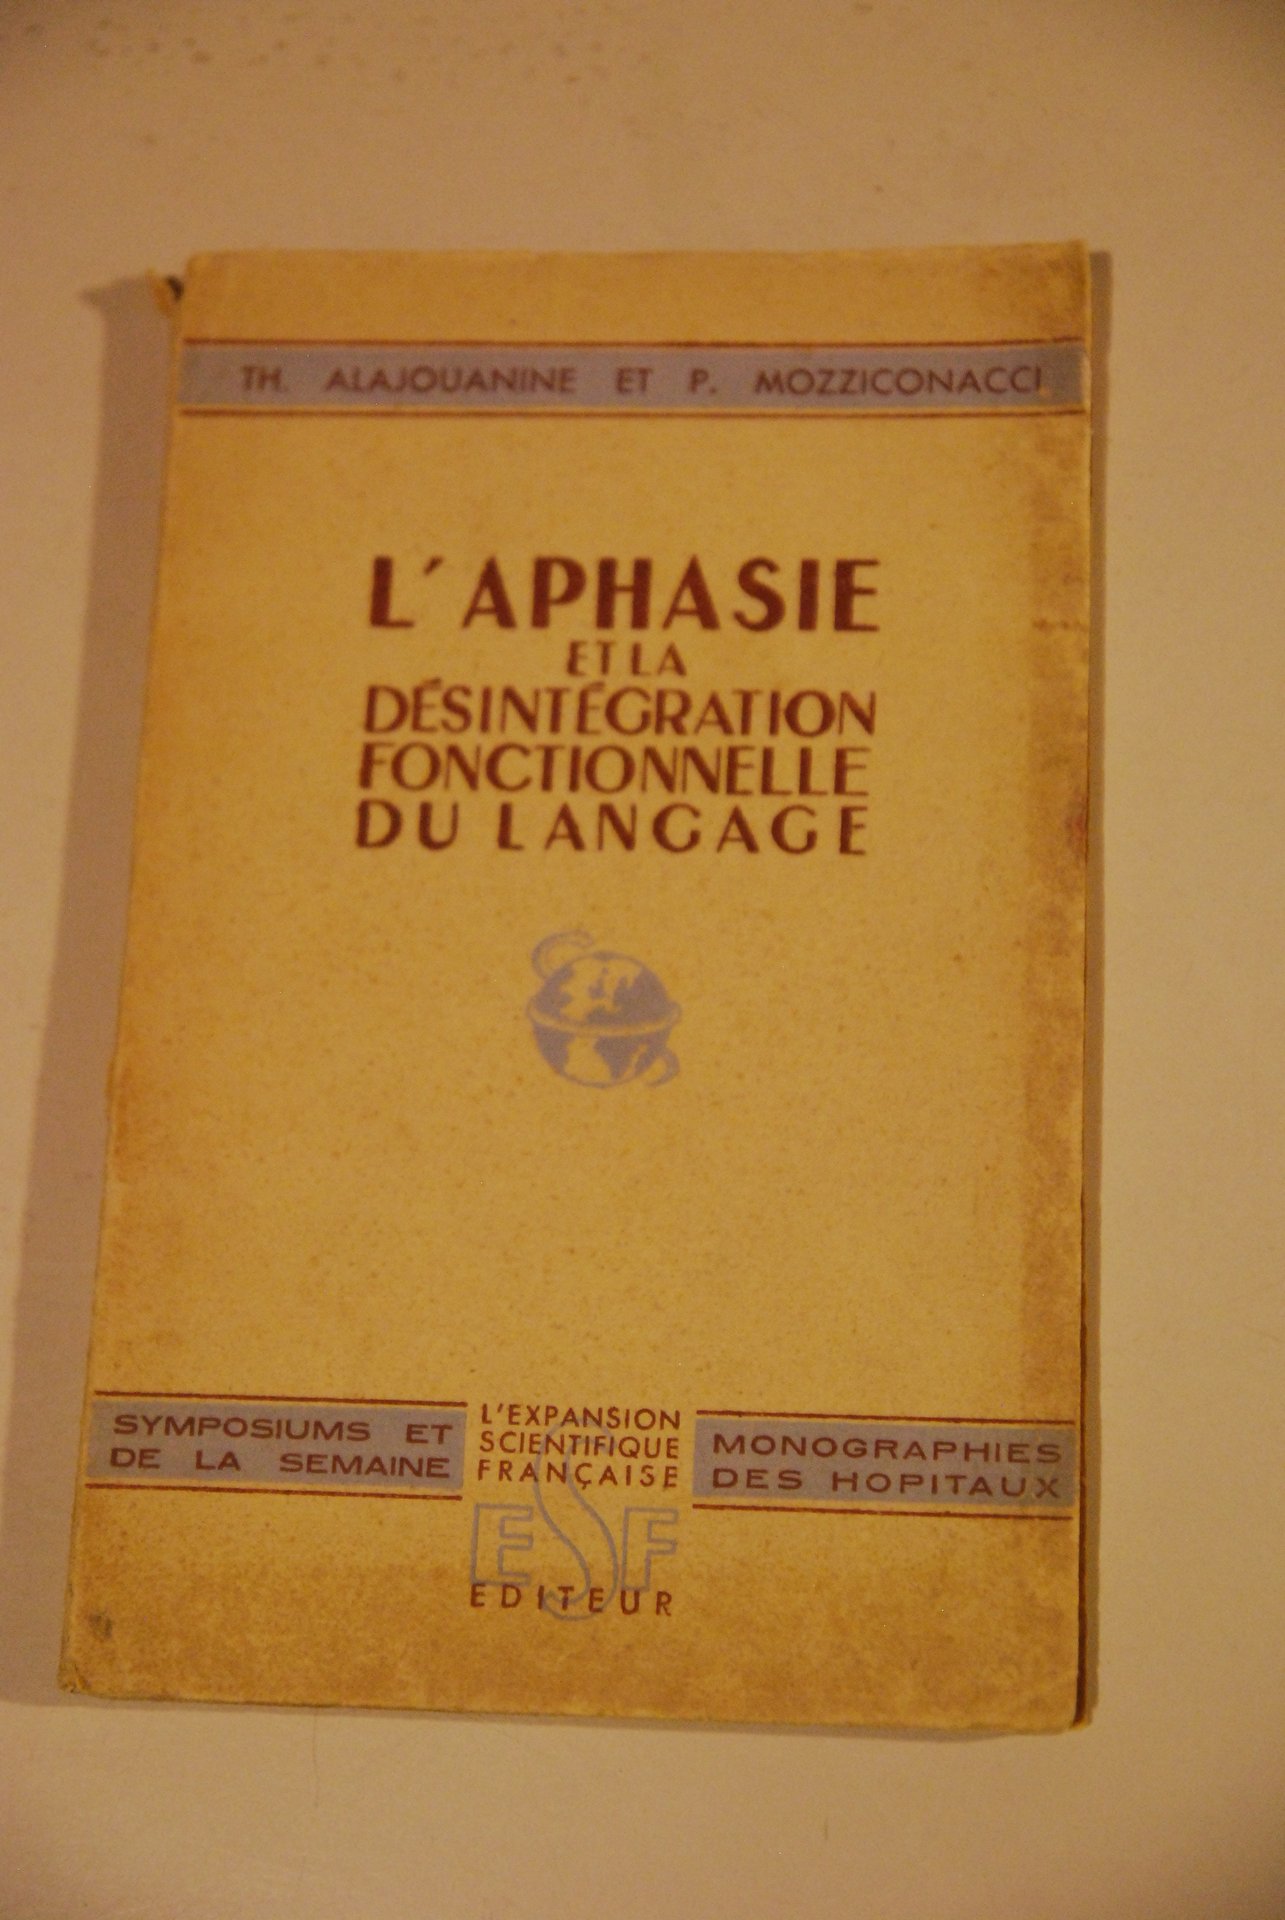 TH. ALAJOUANINE ET P. MOZZICONACCI
L'APHASIE
ET LA
DÉSINTÉGRATION
FONCTIONNELLE
DU LANGAGE
SYMPOSIUMS ET
DE LA SEMAINE
L'EXPANSION
SCIENTIFIQUE
FRANÇAISE
ESF
EDITEUR
MONOGRAPHIES
DES HOPITAUX